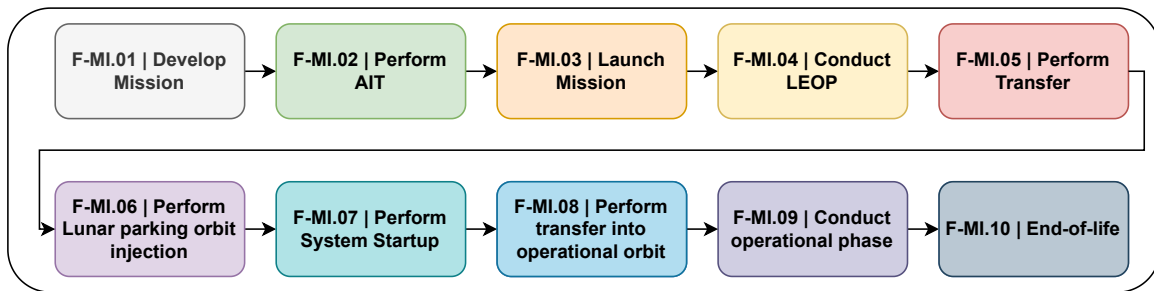 F-MI.01 | Develop
Mission
F-MI.02 | Perform
AIT
F-MI.03 | Launch
Mission
F-MI.04 | Conduct
LEOP
F-MI.05 | Perform
Transfer
F-MI.06 | Perform
Lunar parking orbit
injection
F-MI.07 | Perform
System Startup
F-MI.08 | Perform
transfer into
operational orbit
F-MI.09 | Conduct
operational phase
F-MI.10 | End-of-life